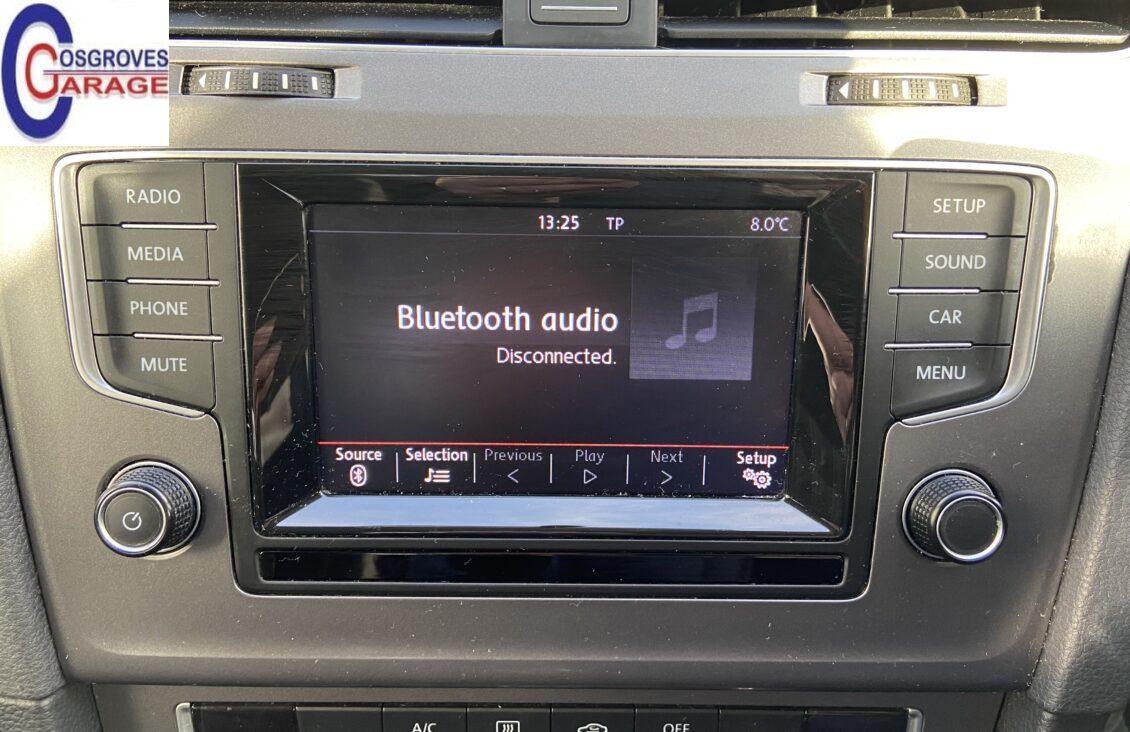 COSGROVES
GARAGE
RADIO
MEDIA
PHONE
MUTE
13:25 TP 8.0°C
Bluetooth audio
Disconnected.
Source Selection Previous Play Next Setup
SETUP
SOUND
CAR
MENU
A/C OFF